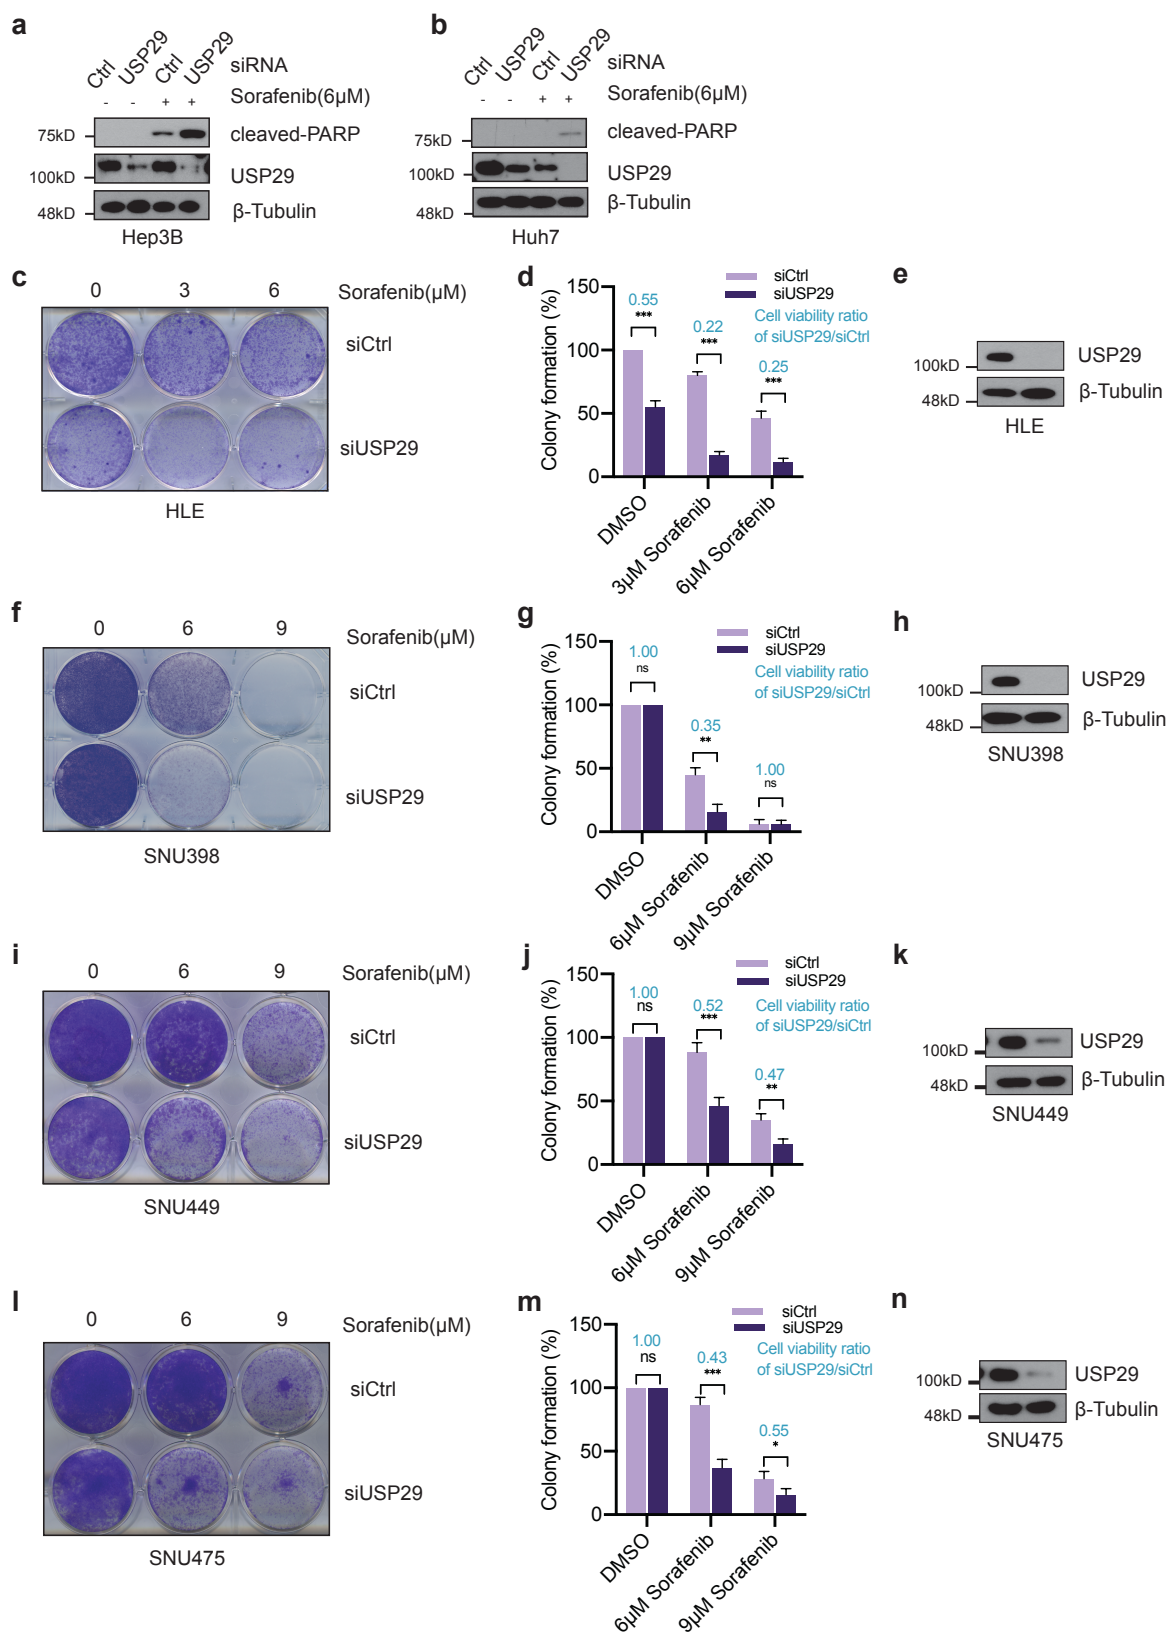 a
Ctrl USP29 Ctrl USP29 siRNA
- - + + Sorafenib(6μM)
75kD cleaved-PARP
100kD USP29
48kD β-Tubulin
Hep3B
b
Ctrl USP29 Ctrl USP29 siRNA
- - + + Sorafenib(6μM)
75kD cleaved-PARP
100kD USP29
48kD β-Tubulin
Huh7
c
0 3 6 Sorafenib(μM)
siCtrl
siUSP29
HLE
d
Colony formation (%)
150
100
50
0
siCtrl
siUSP29
Cell viability ratio
of siUSP29/siCtrl
0.55
***
0.22
***
0.25
***
DMSO
3μM Sorafenib
6μM Sorafenib
e
100kD USP29
48kD β-Tubulin
HLE
f
0 6 9 Sorafenib(μM)
siCtrl
siUSP29
SNU398
g
Colony formation (%)
150
100
50
0
siCtrl
siUSP29
Cell viability ratio
of siUSP29/siCtrl
1.00
ns
0.35
**
1.00
ns
DMSO
6μM Sorafenib
9μM Sorafenib
h
100kD USP29
48kD β-Tubulin
SNU398
i
0 6 9 Sorafenib(μM)
siCtrl
siUSP29
SNU449
j
Colony formation (%)
150
100
50
0
siCtrl
siUSP29
Cell viability ratio
of siUSP29/siCtrl
1.00
ns
0.52
***
0.47
**
DMSO
6μM Sorafenib
9μM Sorafenib
k
100kD USP29
48kD β-Tubulin
SNU449
l
0 6 9 Sorafenib(μM)
siCtrl
siUSP29
SNU475
m
Colony formation (%)
150
100
50
0
siCtrl
siUSP29
Cell viability ratio
of siUSP29/siCtrl
1.00
ns
0.43
***
0.55
*
DMSO
6μM Sorafenib
9μM Sorafenib
n
100kD USP29
48kD β-Tubulin
SNU475